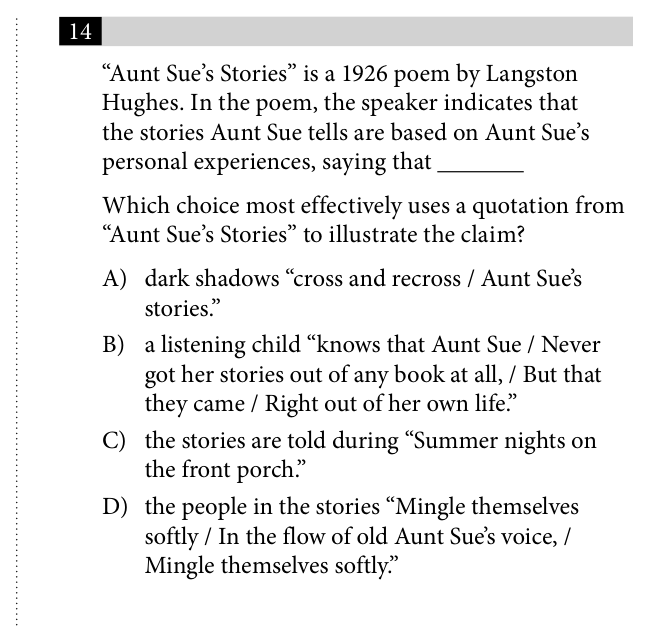 14
“Aunt Sue’s Stories” is a 1926 poem by Langston
Hughes. In the poem, the speaker indicates that
the stories Aunt Sue tells are based on Aunt Sue’s
personal experiences, saying that _______
Which choice most effectively uses a quotation from
“Aunt Sue’s Stories” to illustrate the claim?
A) dark shadows “cross and recross / Aunt Sue’s
stories.”
B) a listening child “knows that Aunt Sue / Never
got her stories out of any book at all, / But that
they came / Right out of her own life.”
C) the stories are told during “Summer nights on
the front porch.”
D) the people in the stories “Mingle themselves
softly / In the flow of old Aunt Sue’s voice, /
Mingle themselves softly.”